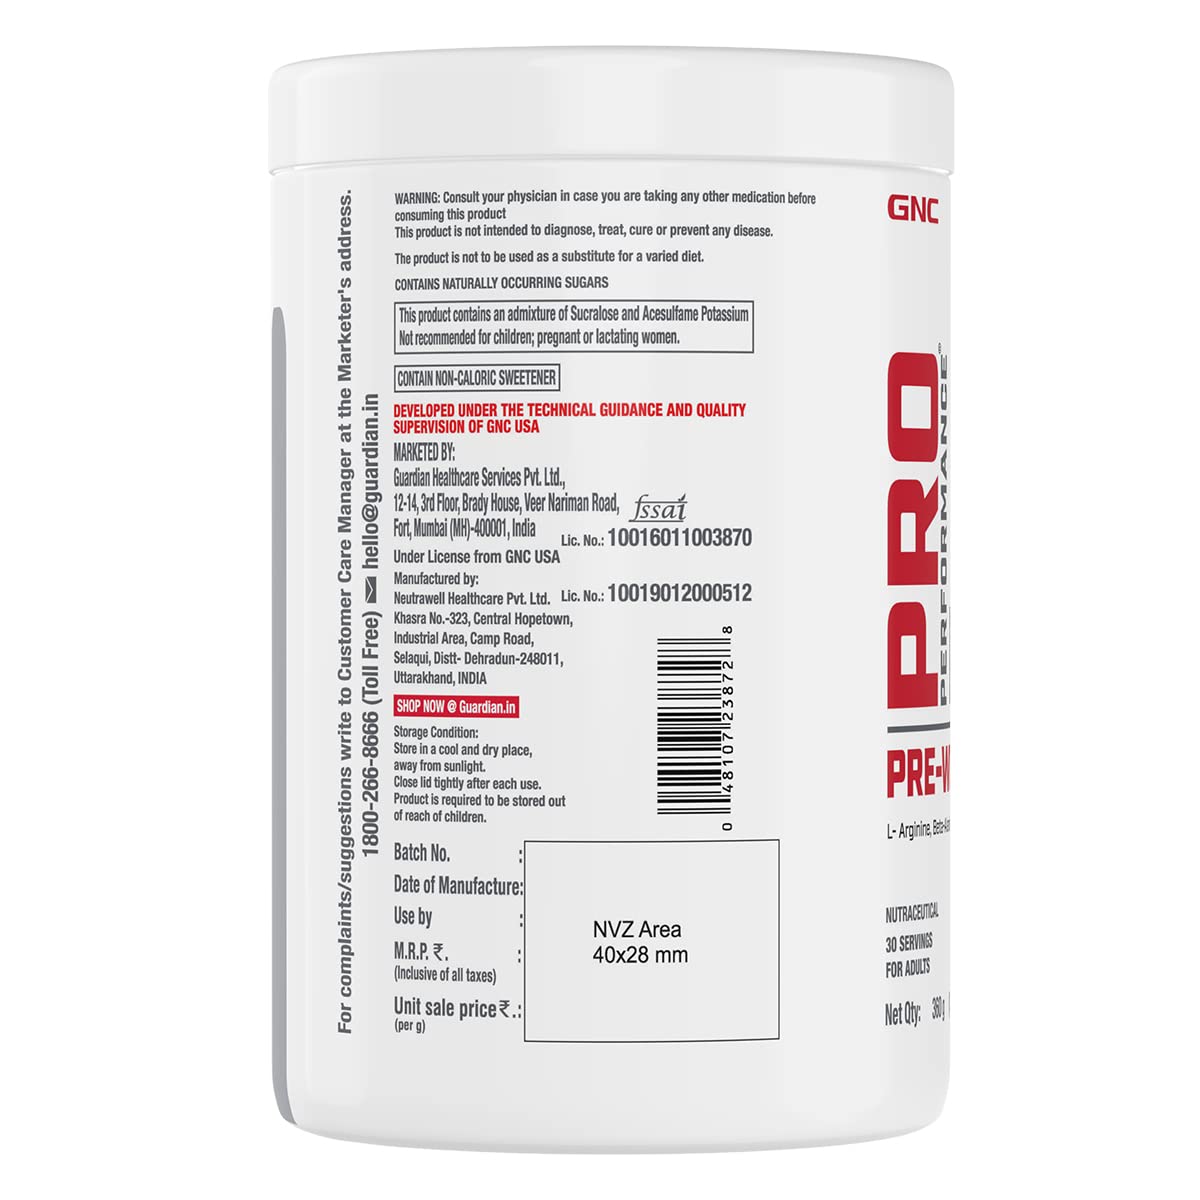 For complaints/suggestions write to Customer Care Manager at the Marketer's address.
1800-266-8666 (Toll Free) hello@guardian.in
WARNING: Consult your physician in case you are taking any other medication before
consuming this product
This product is not intended to diagnose, treat, cure or prevent any disease.
The product is not to be used as a substitute for a varied diet.
CONTAINS NATURALLY OCCURRING SUGARS
This product contains an admixture of Sucralose and Acesulfame Potassium
Not recommended for children; pregnant or lactating women.
CONTAIN NON-CALORIC SWEETENER
DEVELOPED UNDER THE TECHNICAL GUIDANCE AND QUALITY
SUPERVISION OF GNC USA
MARKETED BY:
Guardian Healthcare Services Pvt. Ltd.,
12-14, 3rd Floor, Brady House, Veer Nariman Road,
Fort, Mumbai (MH)-400001, India
fssai
Lic. No.: 10016011003870
Under License from GNC USA
Manufactured by:
Neutrawell Healthcare Pvt. Ltd. Lic. No.: 10019012000512
Khasra No.-323, Central Hopetown,
Industrial Area, Camp Road,
Selaqui, Distt- Dehradun-248011,
Uttarakhand, INDIA
SHOP NOW @ Guardian.in
Storage Condition:
Store in a cool and dry place,
away from sunlight.
Close lid tightly after each use.
Product is required to be stored out
of reach of children.
0 48107 23872 8
Batch No. :
Date of Manufacture:
Use by :
M.R.P. ₹. :
(Inclusive of all taxes)
Unit sale price ₹.:
(per g)
NVZ Area
40x28 mm
GNC
PRO
PERFORMANCE®
PRE-W
L- Arginine, Beta-
NUTRACEUTICAL
30 SERVINGS
FOR ADULTS
Net Qty: 360 g